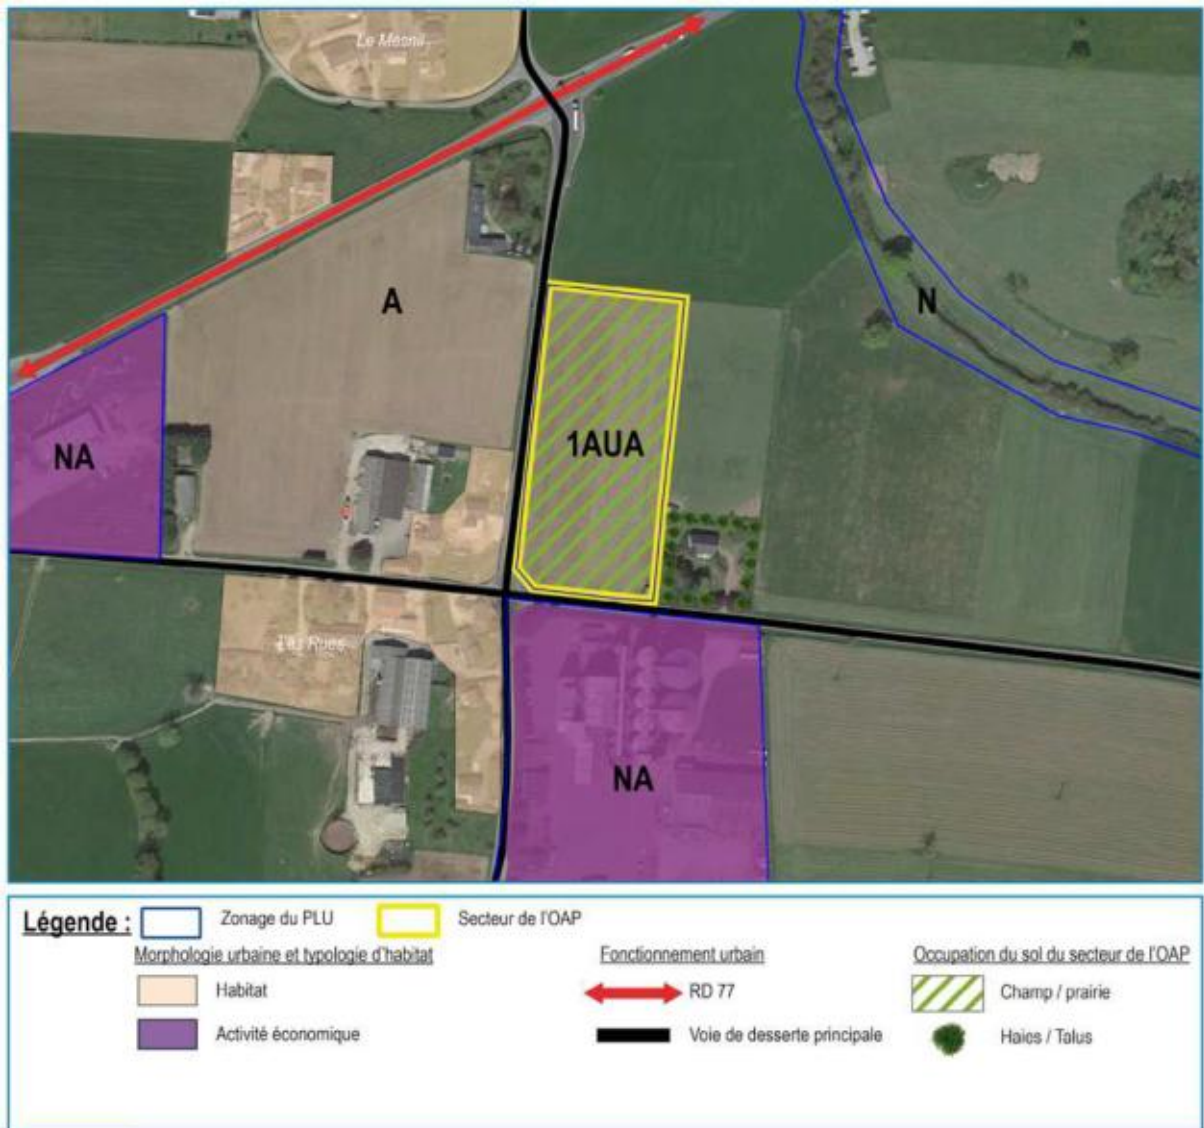 Le Mesnil
A
N
1AUA
NA
Les Rues
NA
Légende :
Zonage du PLU
Secteur de l'OAP
Morphologie urbaine et typologie d'habitat
Fonctionnement urbain
Occupation du sol du secteur de l'OAP
Habitat
RD 77
Champ / prairie
Activité économique
Voie de desserte principale
Haies / Talus